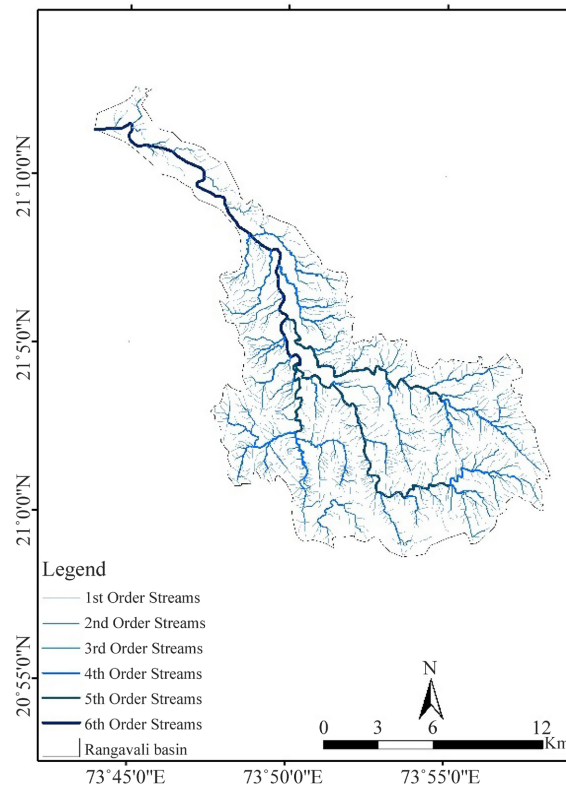 21°10'0"N
21°5'0"N
21°0'0"N
20°55'0"N
Legend
1st Order Streams
2nd Order Streams
3rd Order Streams
4th Order Streams
5th Order Streams
6th Order Streams
Rangavali basin
N
0 3 6 12
Km
73°45'0"E 73°50'0"E 73°55'0"E